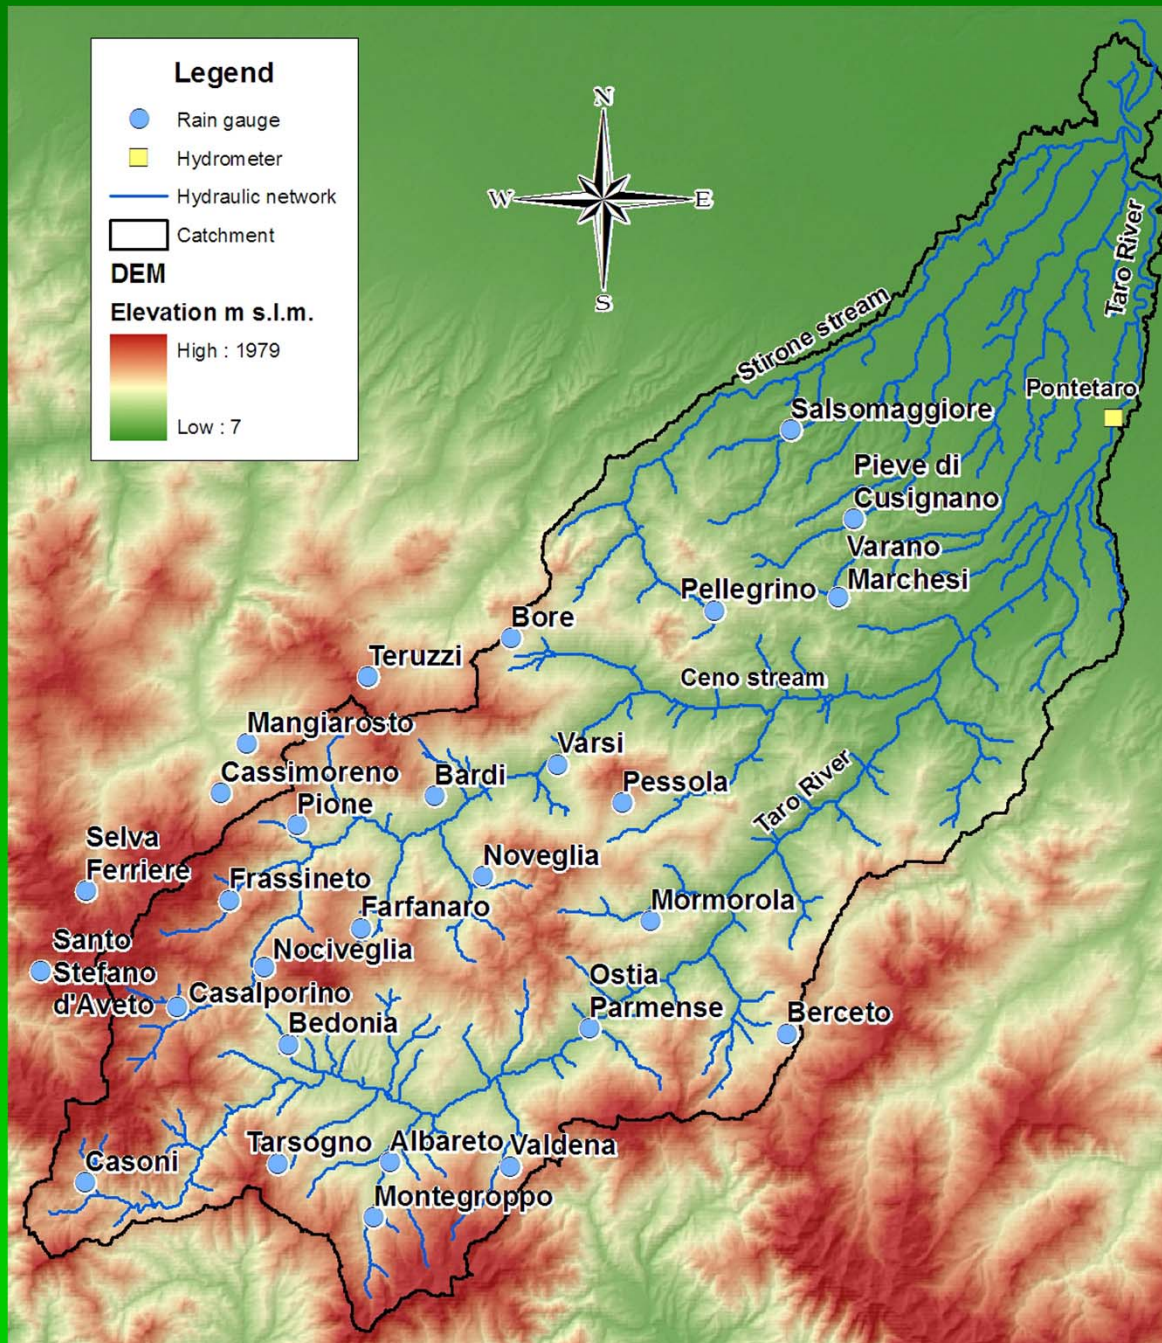 Legend
Rain gauge
Hydrometer
Hydraulic network
Catchment
DEM
Elevation m s.l.m.
High : 1979
Low : 7
N
W
E
S
Taro River
Stirone stream
Pontetaro
Salsomaggiore
Pieve di
Cusignano
Varano
Marchesi
Pellegrino
Bore
Teruzzi
Ceno stream
Mangiarosto
Varsi
Cassimoreno
Bardi
Pessola
Pione
Taro River
Selva
Ferriere
Noveglia
Frassineto
Farfanaro
Mormorola
Santo
Stefano
d'Aveto
Nociveglia
Casalporino
Ostia
Parmense
Berceto
Bedonia
Tarsogno
Albareto
Valdena
Casoni
Montegroppo